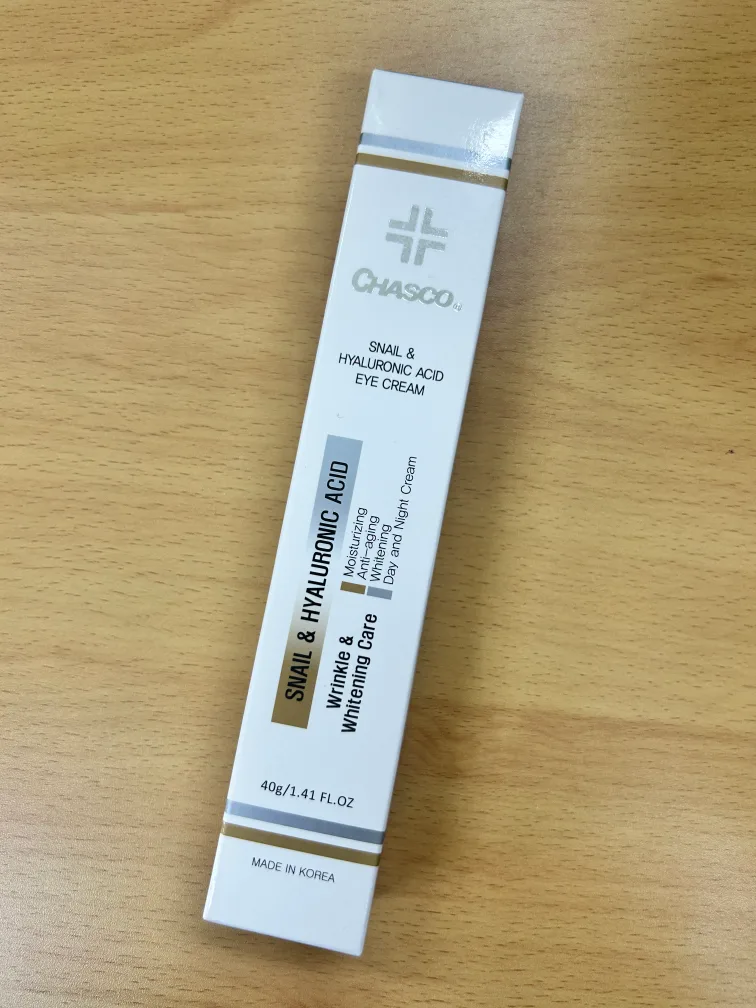 CHASCO
SNAIL &
HYALURONIC ACID
EYE CREAM
SNAIL & HYALURONIC ACID
Wrinkle &
Whitening Care
Moisturizing
Anti-aging
Whitening
Day and Night Cream
40g/1.41 FL.OZ
MADE IN KOREA